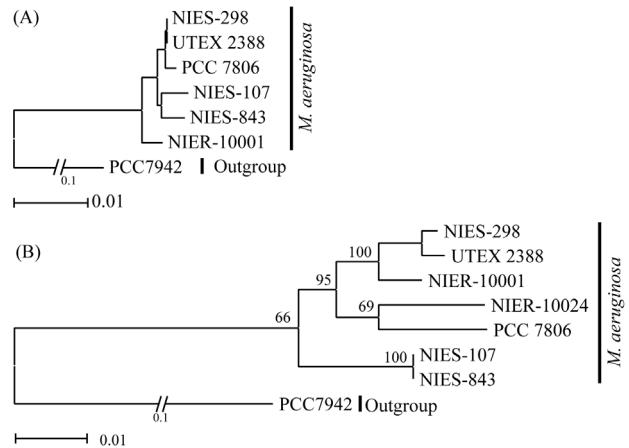 (A)
NIES-298
UTEX 2388
PCC 7806
NIES-107
NIES-843
NIER-10001
M. aeruginosa
PCC7942
Outgroup
0.1
0.01
(B)
NIES-298
UTEX 2388
100
NIER-10001
95
NIER-10024
69
PCC 7806
66
100
NIES-107
NIES-843
M. aeruginosa
PCC7942
Outgroup
0.1
0.01